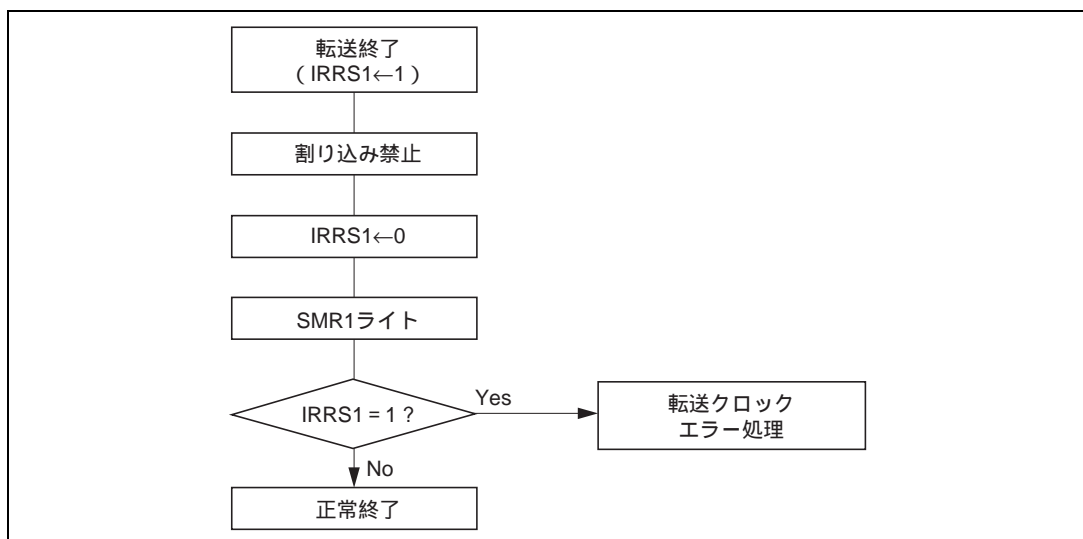 転送終了
（IRRS1←1）
割り込み禁止
IRRS1←0
SMR1ライト
IRRS1 = 1 ?
Yes
転送クロック
エラー処理
No
正常終了